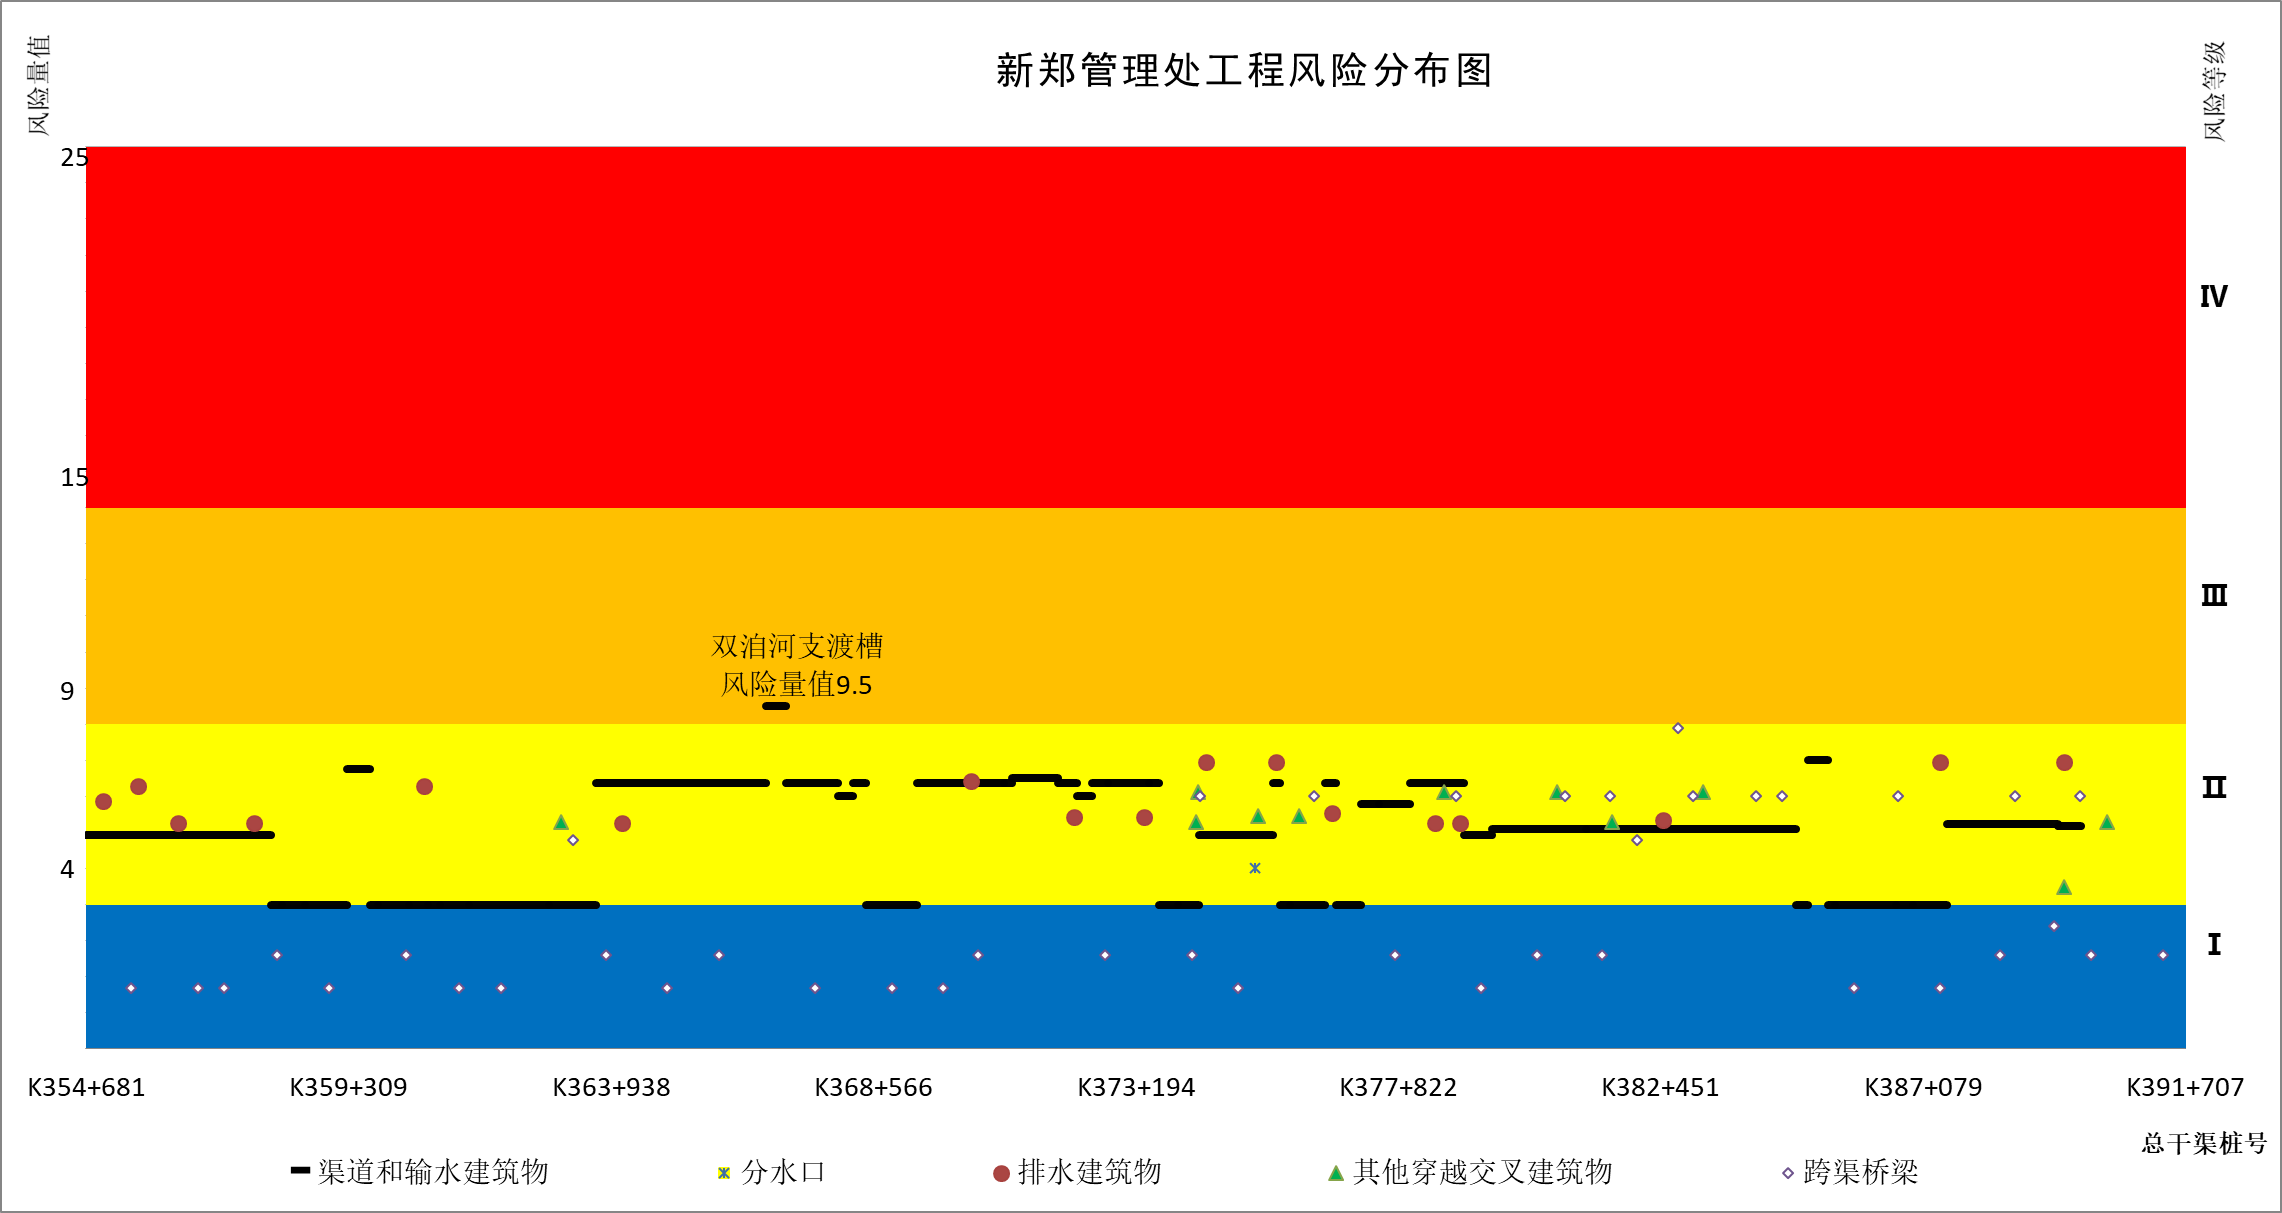 新郑管理处工程风险分布图
风险量值
风险等级
25
15
9
4
IV
III
II
I
双洎河支渡槽
风险量值9.5
K354+681
K359+309
K363+938
K368+566
K373+194
K377+822
K382+451
K387+079
K391+707
总干渠桩号
渠道和输水建筑物
分水口
排水建筑物
其他穿越交叉建筑物
跨渠桥梁